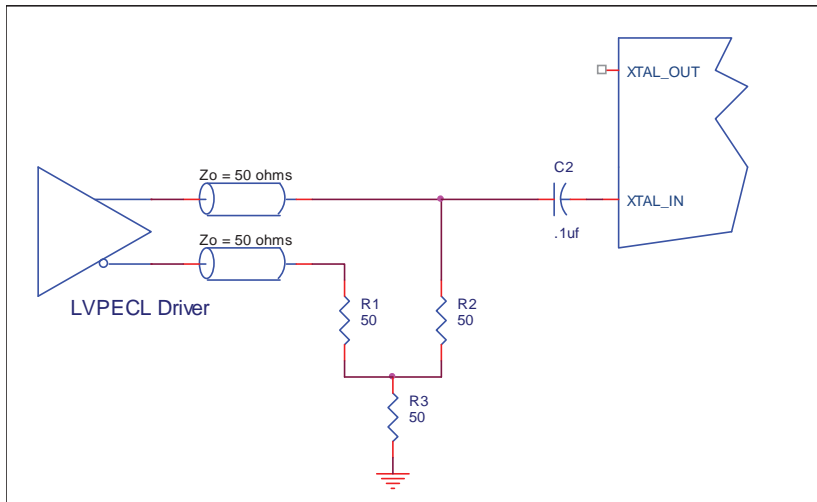 XTAL_OUT
Zo = 50 ohms
C2
XTAL_IN
.1uf
Zo = 50 ohms
LVPECL Driver
R1
50
R2
50
R3
50